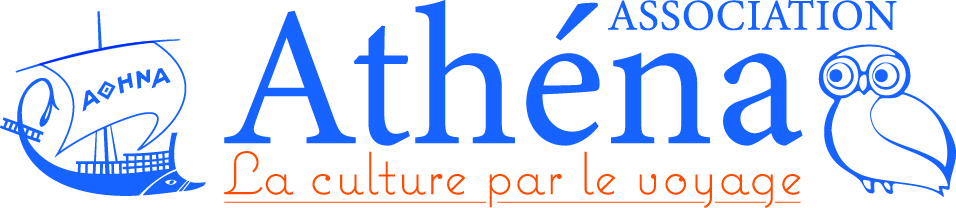 ASSOCIATION
Athéna
La culture par le voyage
ΑΘΗΝΑ